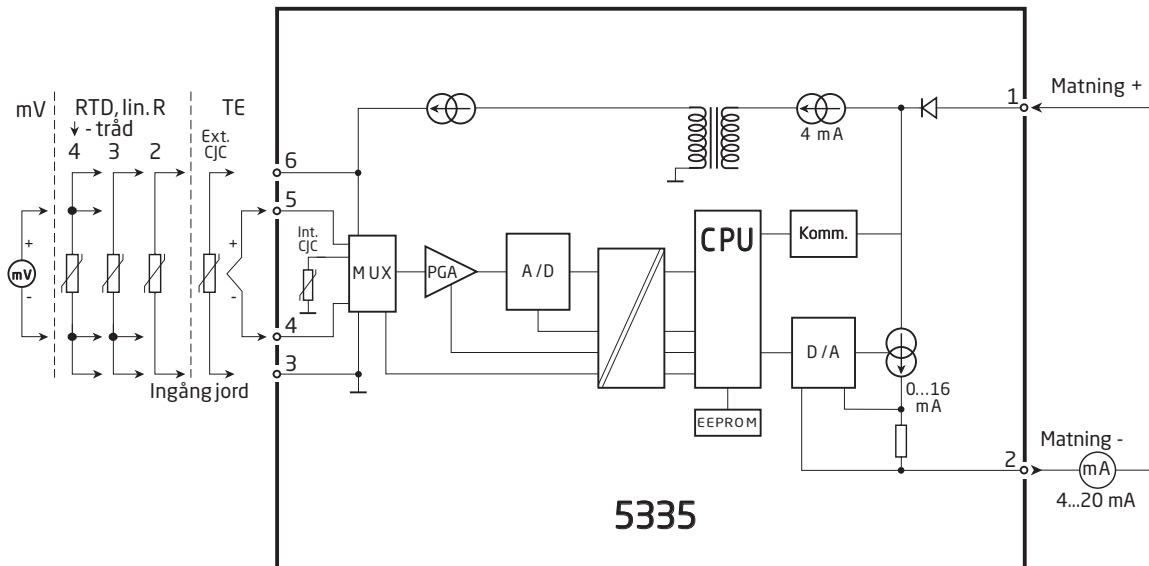 mV
RTD, lin. R
- tråd
4 3 2
TE
Ext.
CJC
+
-
mV
+
-
Ingång jord
6
5
4
3
Int.
CJC
MUX
PGA
A/D
CPU
EEPROM
Komm.
D/A
4 mA
0...16
mA
1
Matning +
2
Matning -
mA
4...20 mA
5335